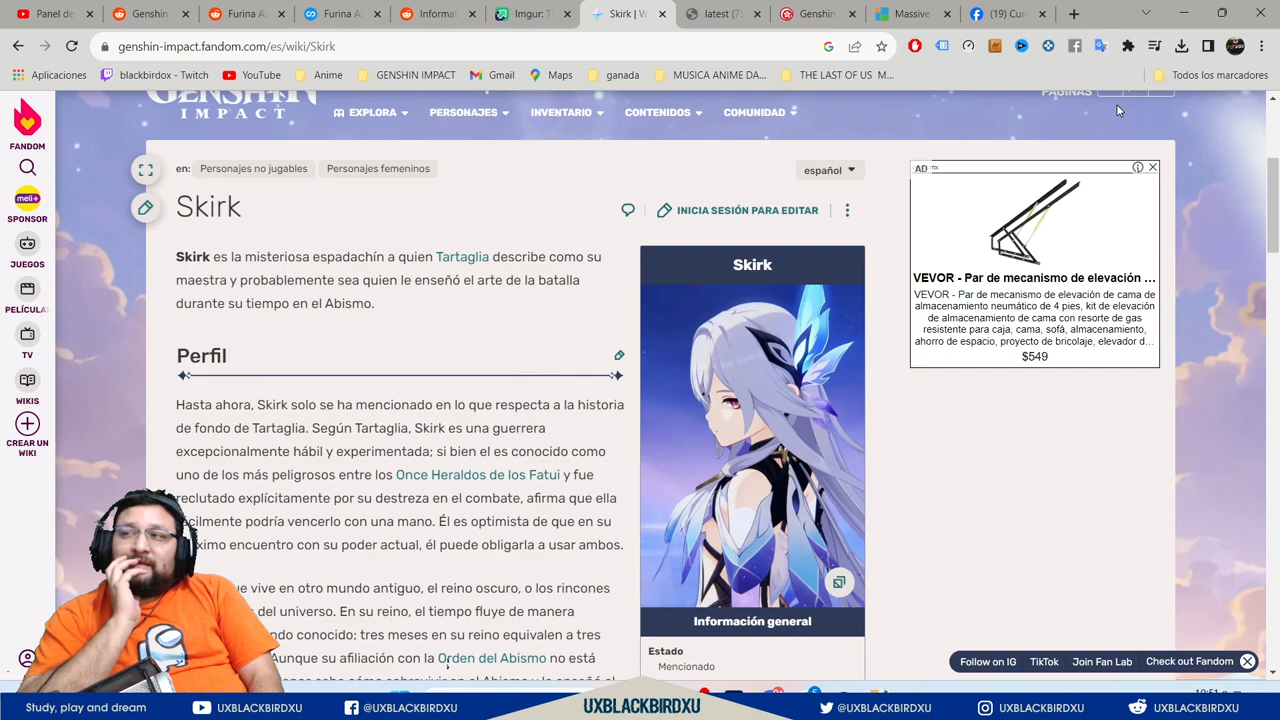 Panel de
Genshin
Furina A
Furina A
Informat
Imgur: T
Skirk | W
latest (7
Genshin
Massive
(19) Cur
genshin-impact.fandom.com/es/wiki/Skirk
Aplicaciones
blackbirdox - Twitch
YouTube
Anime
GENSHIN IMPACT
Gmail
Maps
ganada
MUSICA ANIME DA...
THE LAST OF US M...
Todos los marcadores
GENSHIN
IMPACT
PÁGINAS
EXPLORA
PERSONAJES
INVENTARIO
CONTENIDOS
COMUNIDAD
FANDOM
meli+
SPONSOR
JUEGOS
PELÍCULAS
TV
WIKIS
CREAR UN
WIKI
en:
Personajes no jugables
Personajes femeninos
español
Skirk
INICIA SESIÓN PARA EDITAR
Skirk es la misteriosa espadachín a quien Tartaglia describe como su
maestra y probablemente sea quien le enseñó el arte de la batalla
durante su tiempo en el Abismo.
Perfil
Hasta ahora, Skirk solo se ha mencionado en lo que respecta a la historia
de fondo de Tartaglia. Según Tartaglia, Skirk es una guerrera
excepcionalmente hábil y experimentada; si bien el es conocido como
uno de los más peligrosos entre los Once Heraldos de los Fatui y fue
reclutado explícitamente por su destreza en el combate, afirma que ella
fácilmente podría vencerlo con una mano. Él es optimista de que en su
próximo encuentro con su poder actual, él puede obligarla a usar ambos.
ue vive en otro mundo antiguo, el reino oscuro, o los rincones
del universo. En su reino, el tiempo fluye de manera
ndo conocido; tres meses en su reino equivalen a tres
Aunque su afiliación con la Orden del Abismo no está
Skirk
Información general
Estado
Mencionado
AD
VEVOR - Par de mecanismo de elevación ...
VEVOR - Par de mecanismo de elevación de cama de
almacenamiento neumático de 4 pies, kit de elevación
de almacenamiento de cama con resorte de gas
resistente para caja, cama, sofá, almacenamiento,
ahorro de espacio, proyecto de bricolaje, elevador d...
$549
Follow on IG
TikTok
Join Fan Lab
Check out Fandom
Study, play and dream
UXBLACKBIRDXU
@UXBLACKBIRDXU
UXBLACKBIRDXU
@UXBLACKBIRDXU
UXBLACKBIRDXU
UXBLACKBIRDXU